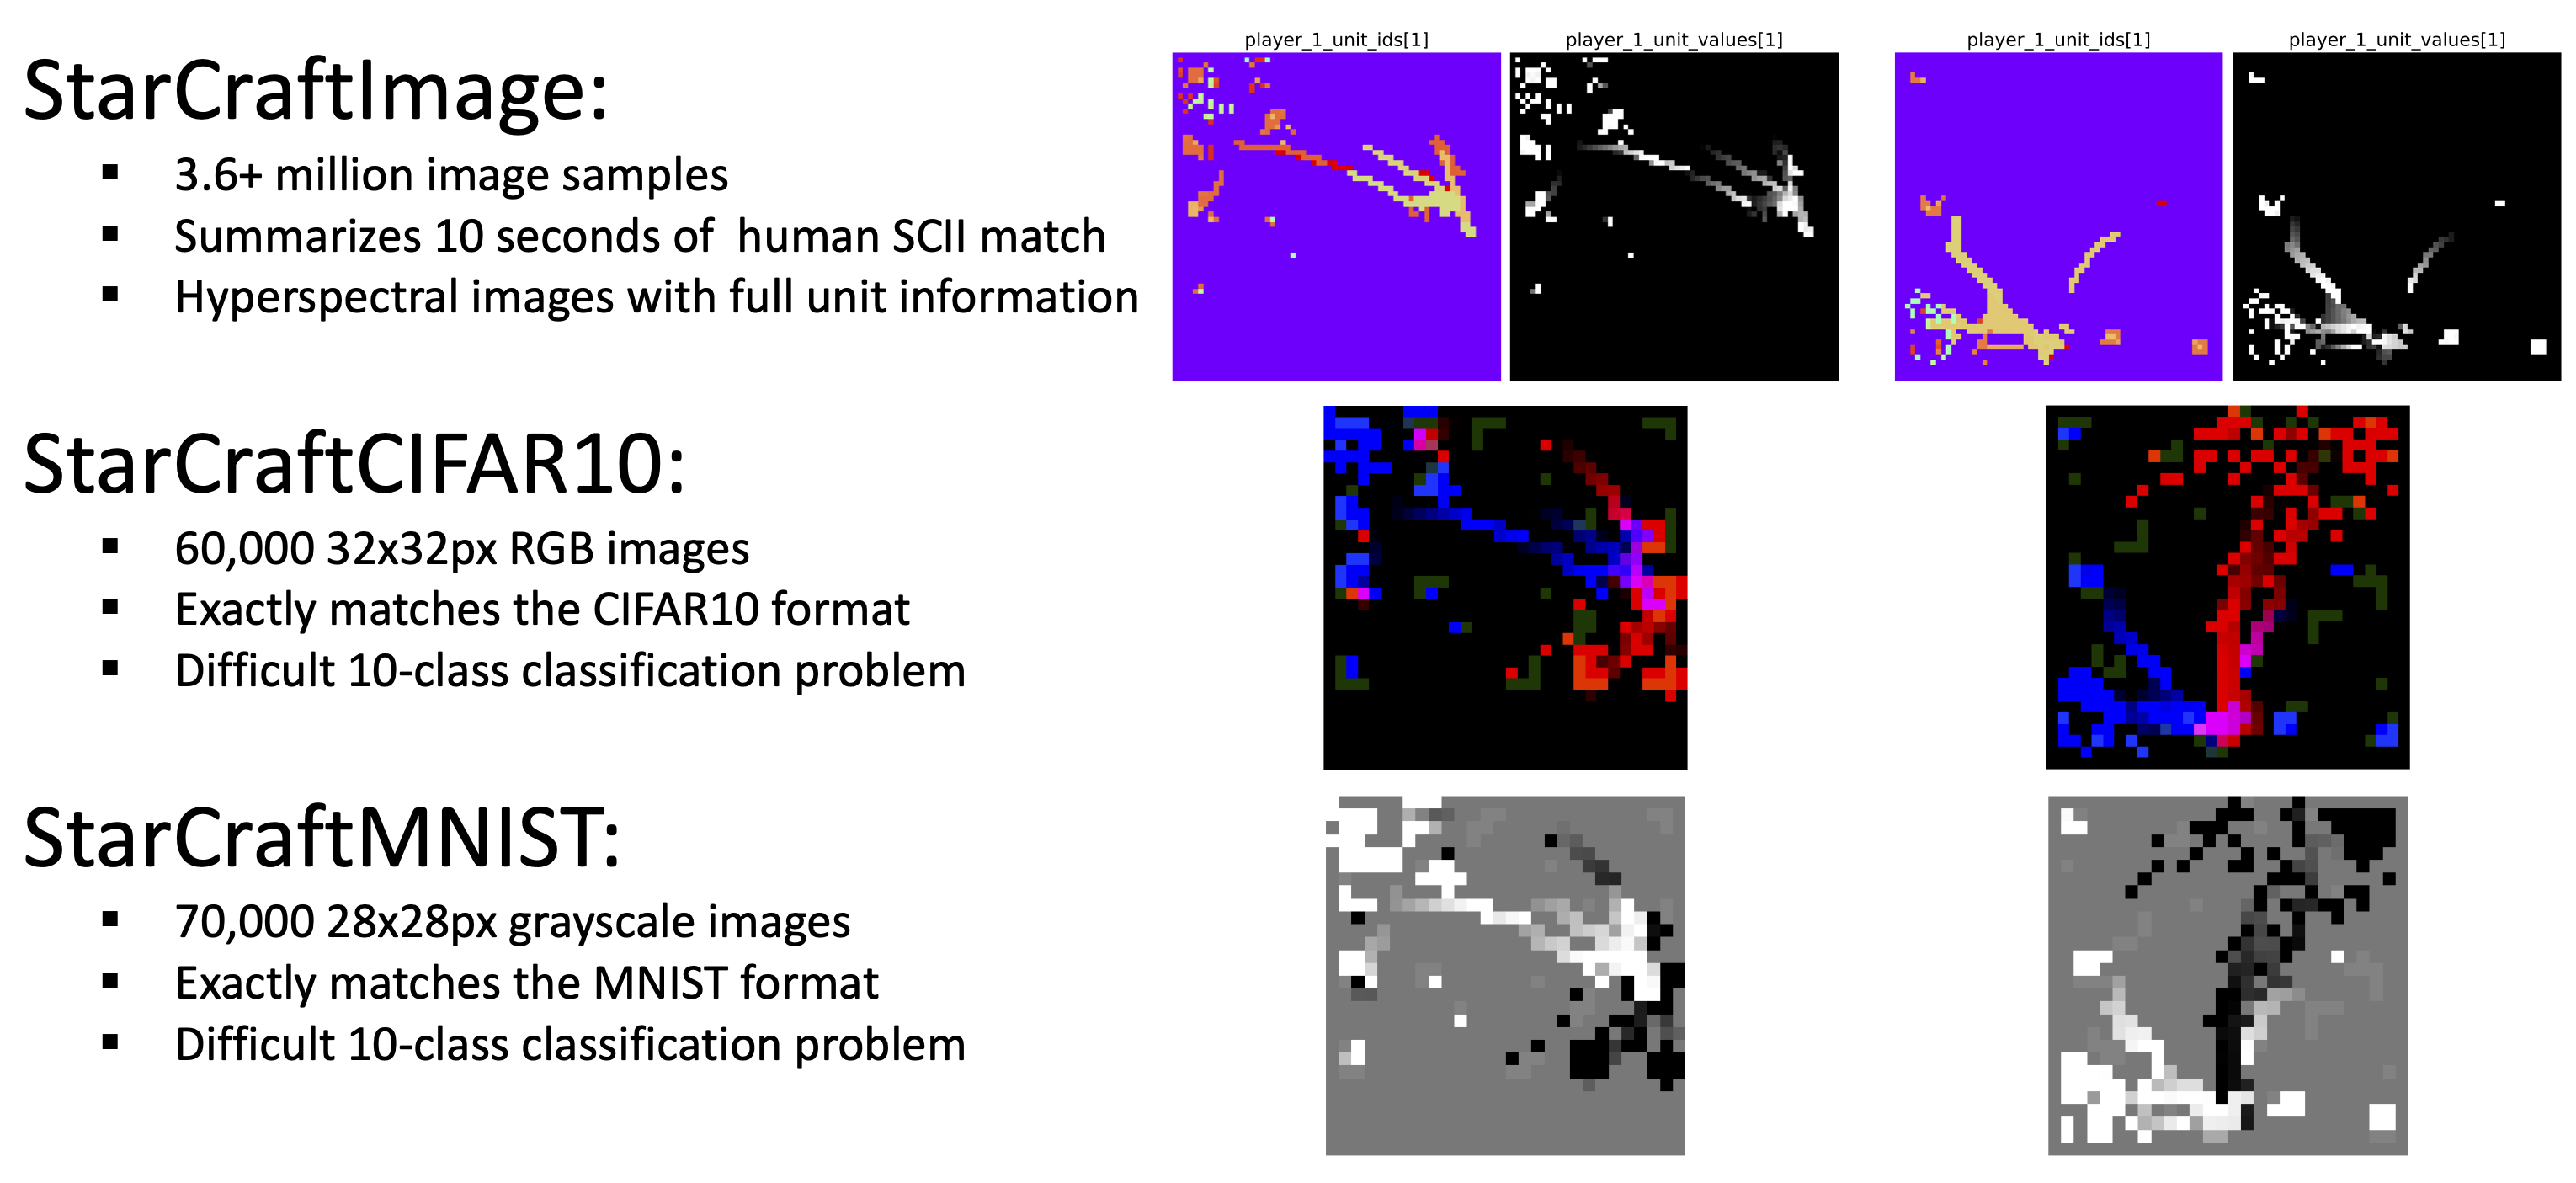 StarCraftImage:
▪ 3.6+ million image samples
▪ Summarizes 10 seconds of  human SCII match
▪ Hyperspectral images with full unit information
player_1_unit_ids[1]
player_1_unit_values[1]
player_1_unit_ids[1]
player_1_unit_values[1]
StarCraftCIFAR10:
▪ 60,000 32x32px RGB images
▪ Exactly matches the CIFAR10 format
▪ Difficult 10-class classification problem
StarCraftMNIST:
▪ 70,000 28x28px grayscale images
▪ Exactly matches the MNIST format
▪ Difficult 10-class classification problem